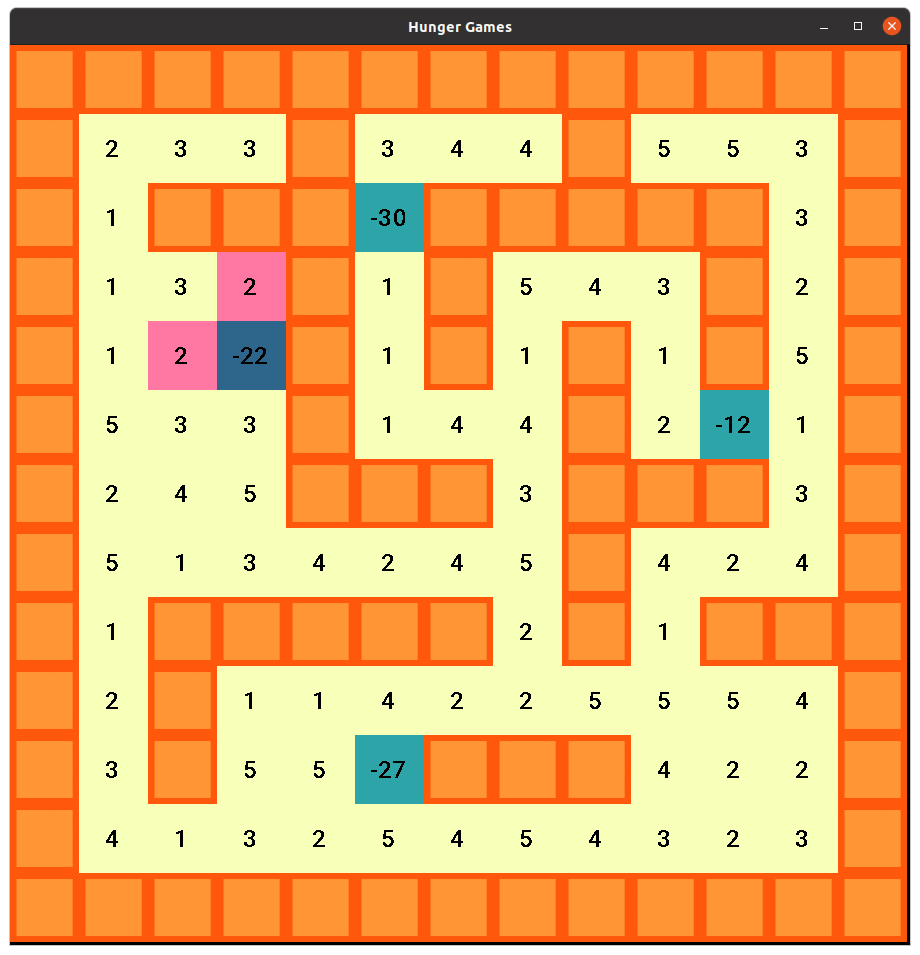 Hunger Games
2 3 3 3 4 4 5 5 3
1 -30 3
1 3 2 1 5 4 3 2
1 2 -22 1 1 1 5
5 3 3 1 4 4 2 -12 1
2 4 5 3 3
5 1 3 4 2 4 5 4 2 4
1 2 1
2 1 1 4 2 2 5 5 5 4
3 5 5 -27 4 2 2
4 1 3 2 5 4 5 4 3 2 3